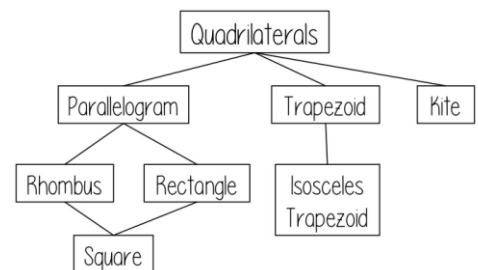 Quadrilaterals
Parallelogram
Trapezoid
Kite
Rhombus
Rectangle
Isosceles
Trapezoid
Square